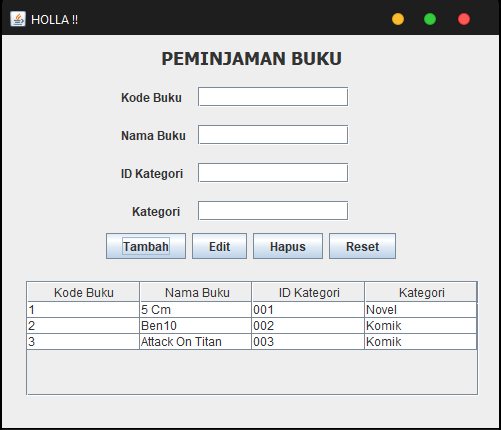 HOLLA !!
PEMINJAMAN BUKU
Kode Buku
Nama Buku
ID Kategori
Kategori
Tambah Edit Hapus Reset
Kode Buku Nama Buku ID Kategori Kategori
1 5 Cm 001 Novel
2 Ben10 002 Komik
3 Attack On Titan 003 Komik